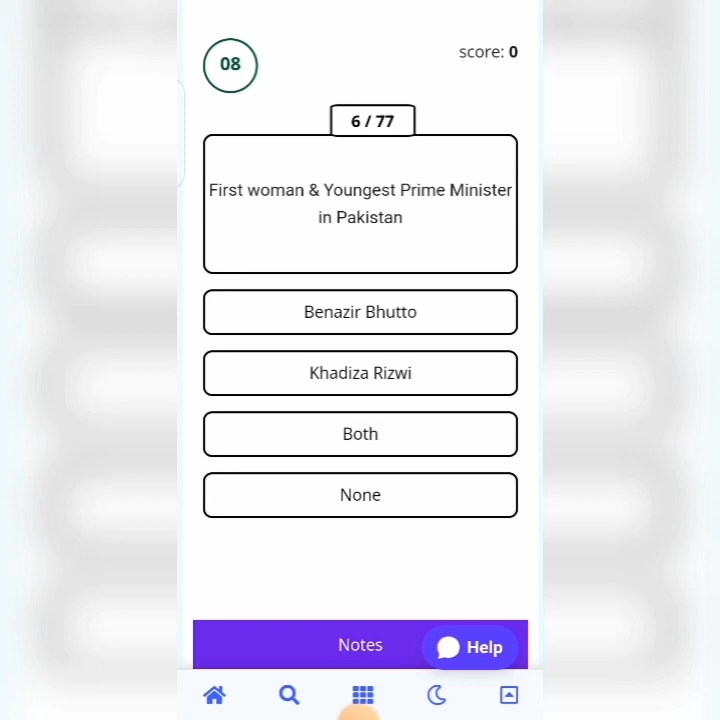 08
score: 0
6 / 77
First woman & Youngest Prime Minister
in Pakistan
Benazir Bhutto
Khadiza Rizwi
Both
None
Notes
Help